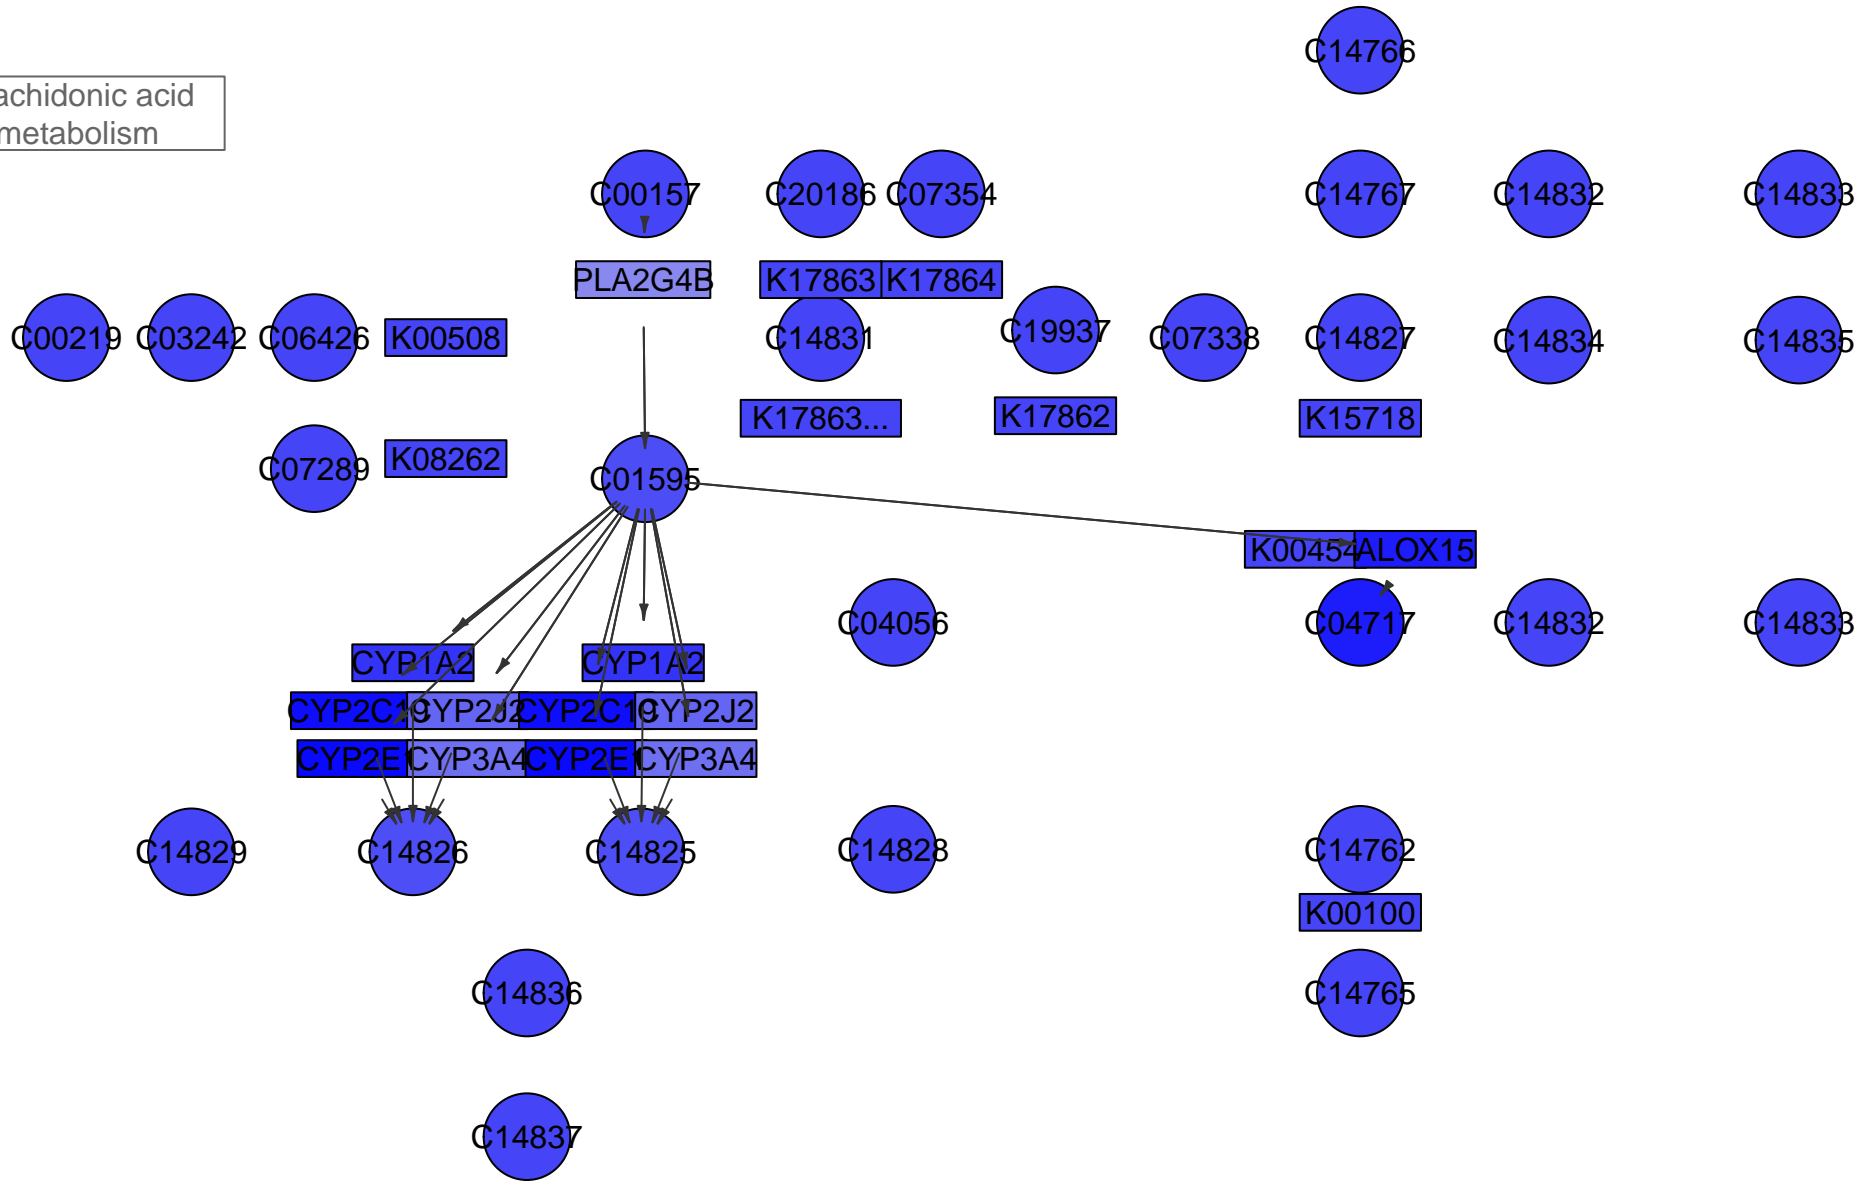 C14766
achidonic acid
metabolism
C00157
C20186
C07354
C14767
C14832
C14833
PLA2G4B
K17863
K17864
C00219
C03242
C06426
K00508
C14831
C19937
C07338
C14827
C14834
C14835
K17863...
K17862
K15718
C07289
K08262
C01595
K00454
ALOX15
C04056
C04717
C14832
C14833
CYP1A2
CYP1A2
CYP2C19
CYP2J2
CYP2C19
CYP2J2
CYP2E1
CYP3A4
CYP2E1
CYP3A4
C14829
C14826
C14825
C14828
C14762
K00100
C14836
C14765
C14837